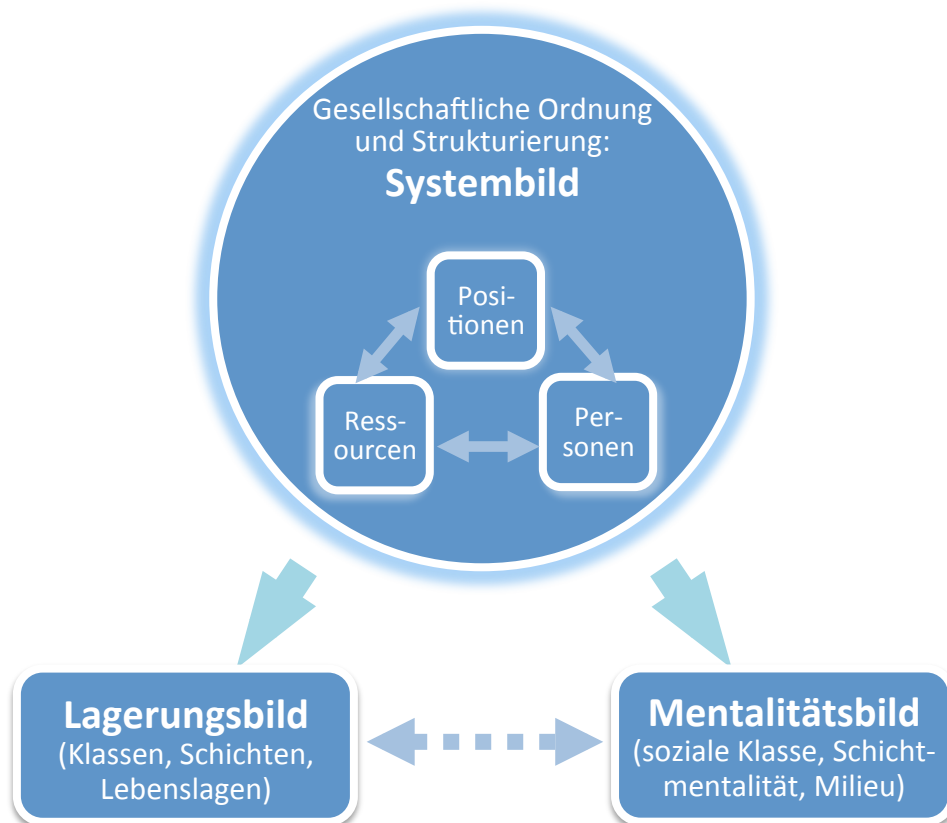 Gesellschaftliche Ordnung
und Strukturierung:
Systembild
Posi-
tionen
Ress-
ourcen
Per-
sonen
Lagerungsbild
(Klassen, Schichten,
Lebenslagen)
Mentalitätsbild
(soziale Klasse, Schicht-
mentalität, Milieu)